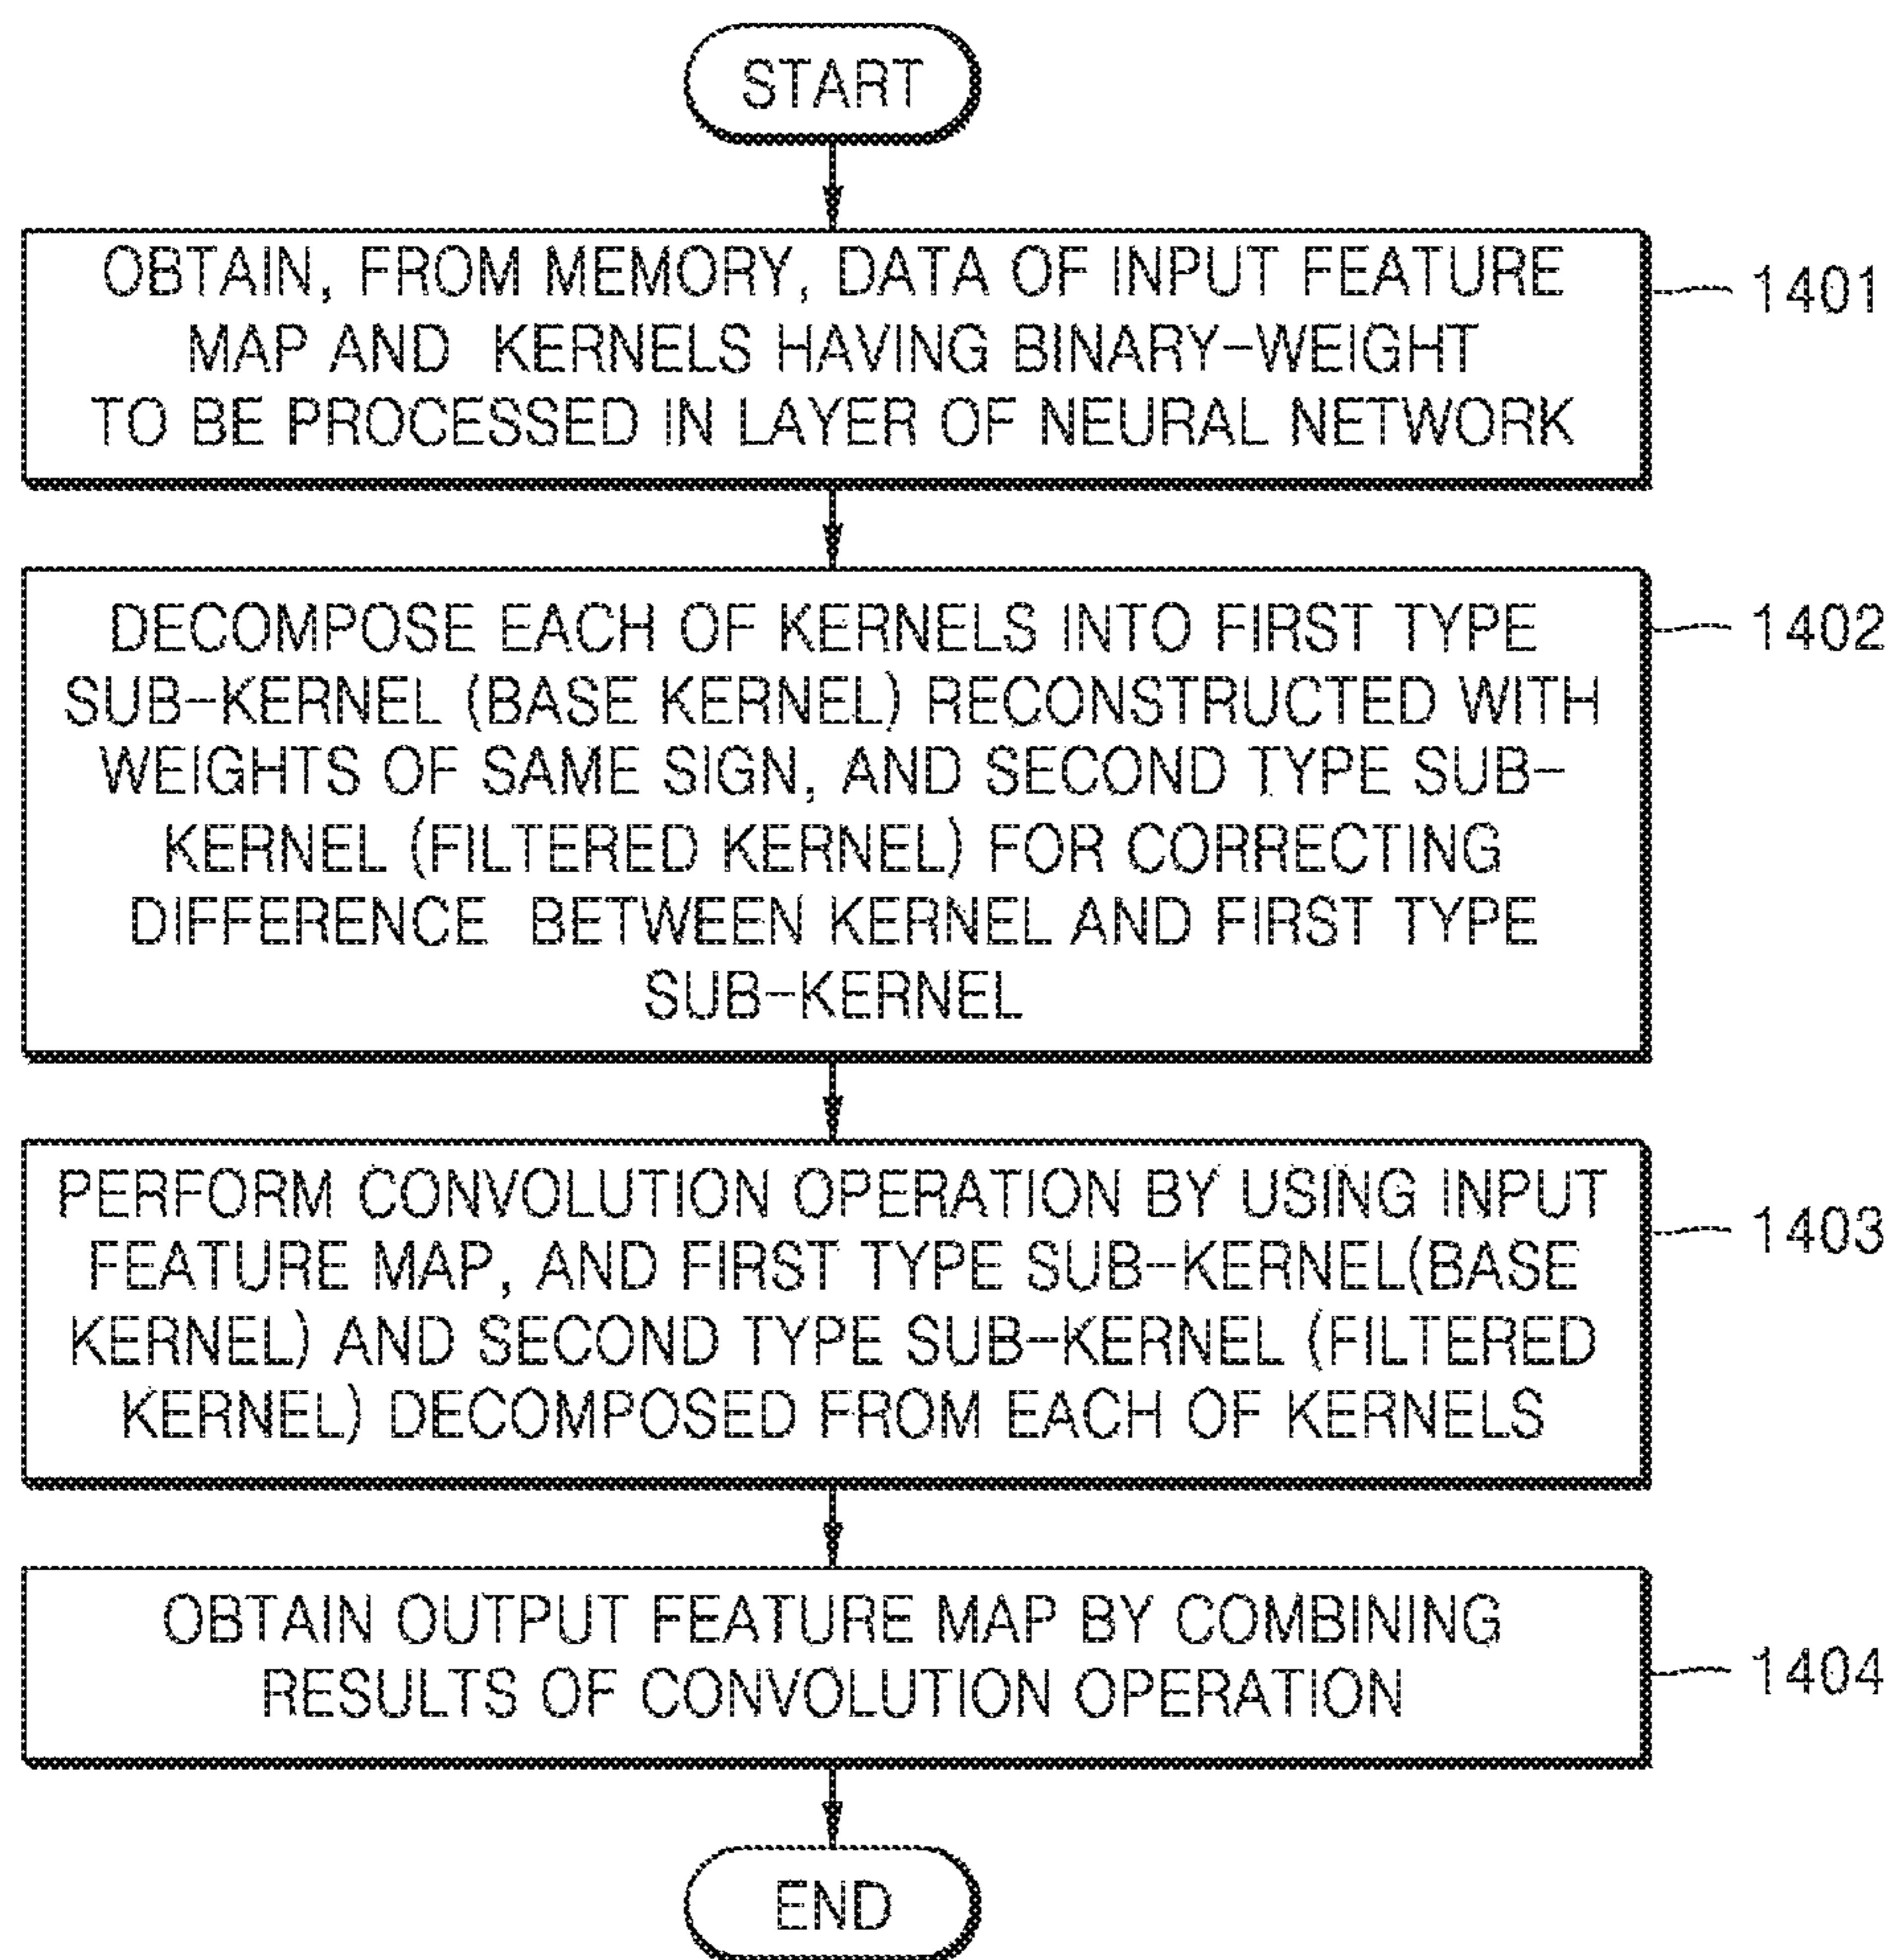 START
OBTAIN, FROM MEMORY, DATA OF INPUT FEATURE
MAP AND KERNELS HAVING BINARY-WEIGHT
TO BE PROCESSED IN LAYER OF NEURAL NETWORK
1401
DECOMPOSE EACH OF KERNELS INTO FIRST TYPE
SUB-KERNEL (BASE KERNEL) RECONSTRUCTED WITH
WEIGHTS OF SAME SIGN, AND SECOND TYPE SUB-
KERNEL (FILTERED KERNEL) FOR CORRECTING
DIFFERENCE BETWEEN KERNEL AND FIRST TYPE
SUB-KERNEL
1402
PERFORM CONVOLUTION OPERATION BY USING INPUT
FEATURE MAP, AND FIRST TYPE SUB-KERNEL(BASE
KERNEL) AND SECOND TYPE SUB-KERNEL (FILTERED
KERNEL) DECOMPOSED FROM EACH OF KERNELS
1403
OBTAIN OUTPUT FEATURE MAP BY COMBINING
RESULTS OF CONVOLUTION OPERATION
1404
END